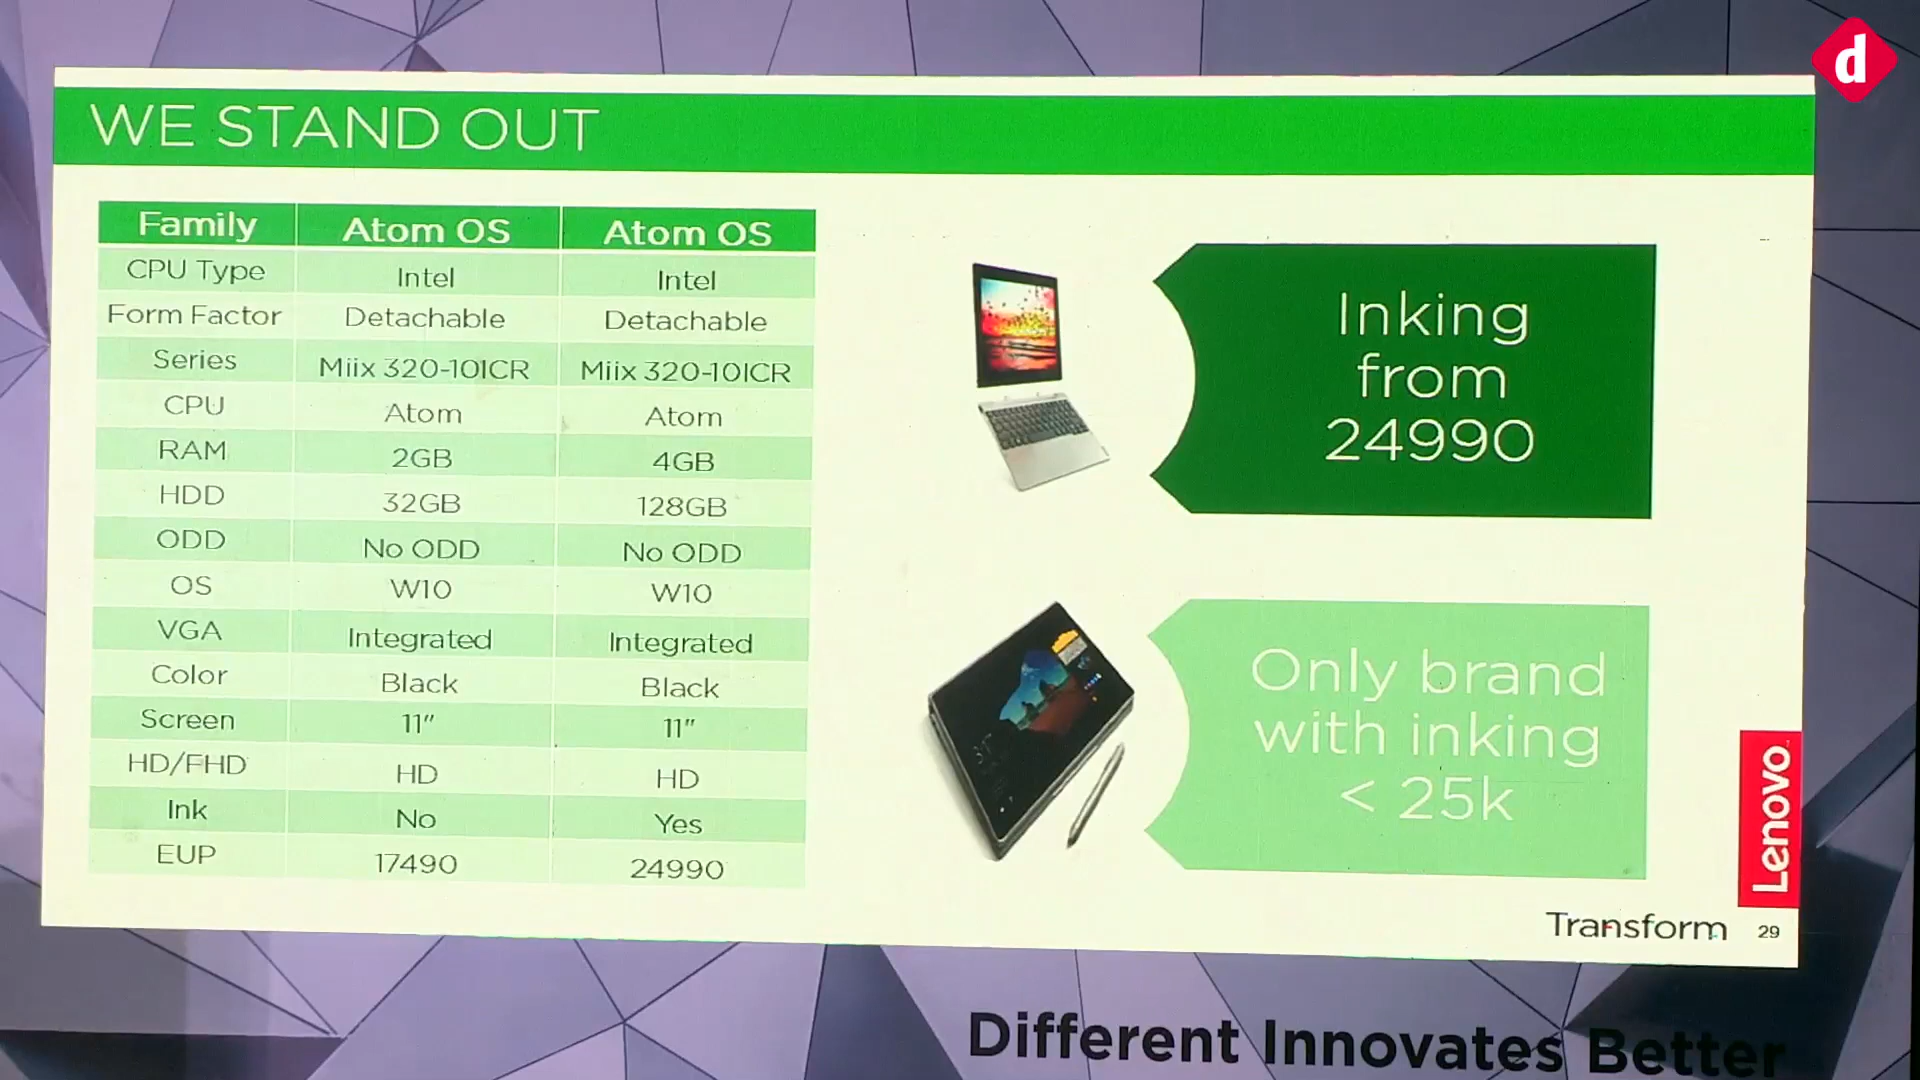 d
WE STAND OUT
Family Atom OS Atom OS
CPU Type Intel Intel
Form Factor Detachable Detachable
Series Miix 320-10ICR Miix 320-10ICR
CPU Atom Atom
RAM 2GB 4GB
HDD 32GB 128GB
ODD No ODD No ODD
OS W10 W10
VGA Integrated Integrated
Color Black Black
Screen 11" 11"
HD/FHD HD HD
Ink No Yes
EUP 17490 24990
Inking
from
24990
Only brand
with inking
< 25k
Lenovo
Transform 29
Different Innovates Better